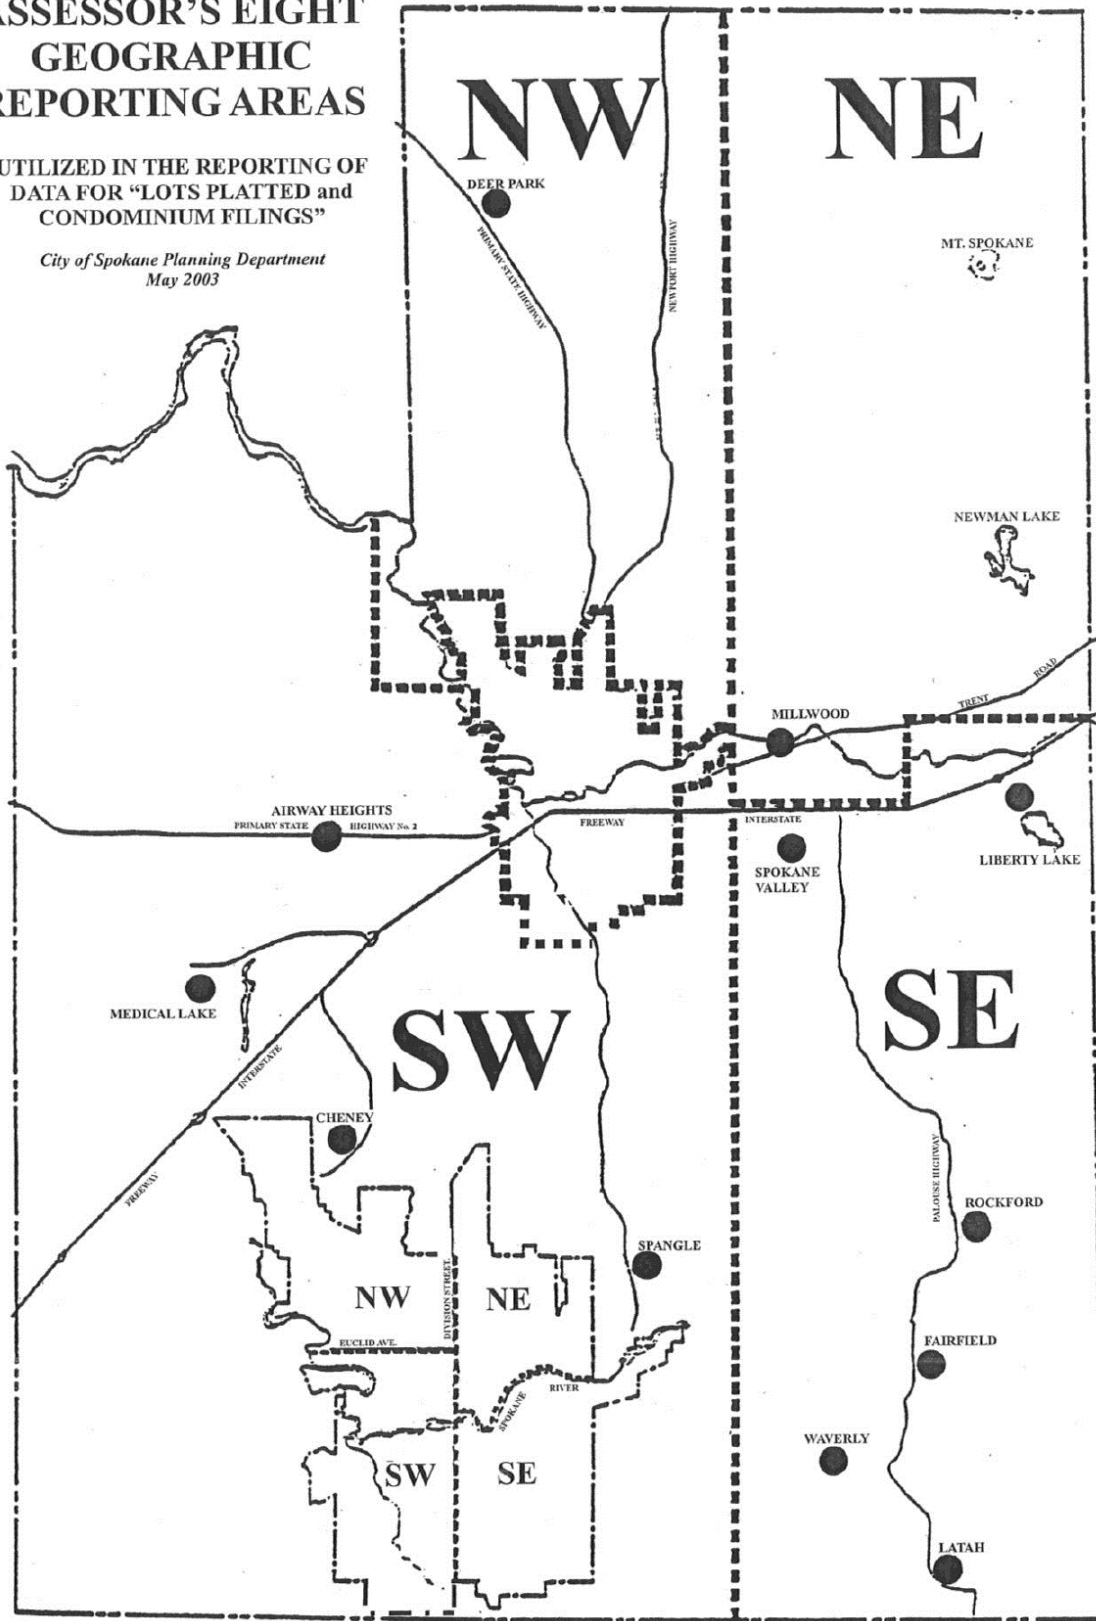 ASSESSOR'S EIGHT
GEOGRAPHIC
REPORTING AREAS
UTILIZED IN THE REPORTING OF
DATA FOR "LOTS PLATTED and
CONDOMINIUM FILINGS"
City of Spokane Planning Department
May 2003
NW
NE
DEER PARK
PRIMARY STATE HIGHWAY
NEWPORT HIGHWAY
MT. SPOKANE
NEWMAN LAKE
TRENT ROAD
MILLWOOD
AIRWAY HEIGHTS
PRIMARY STATE HIGHWAY No. 2
FREEWAY
INTERSTATE
SPOKANE
VALLEY
LIBERTY LAKE
MEDICAL LAKE
INTERSTATE
FREEWAY
SW
SE
CHENEY
PALOUSE HIGHWAY
ROCKFORD
SPANGLE
NW
DIVISION STREET.
NE
EUCLID AVE.
SPOKANE RIVER
FAIRFIELD
WAVERLY
SW
SE
LATAH